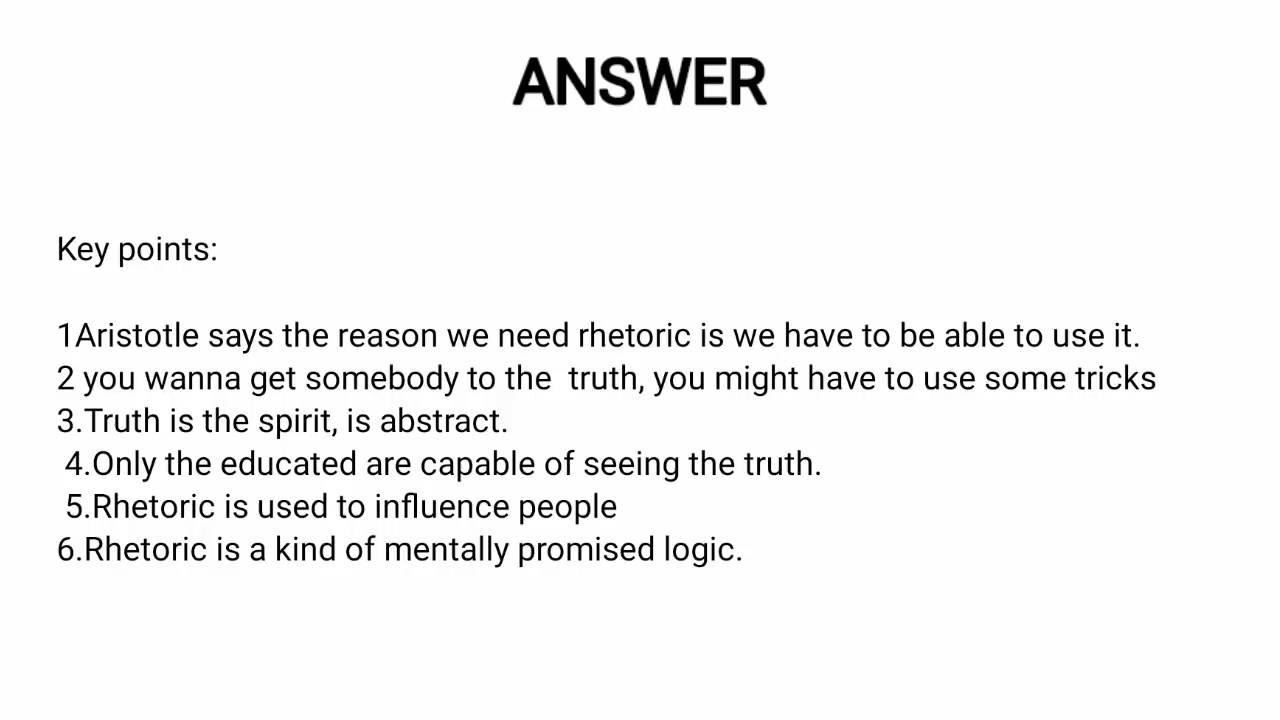 ANSWER
Key points:
1Aristotle says the reason we need rhetoric is we have to be able to use it.
2 you wanna get somebody to the  truth, you might have to use some tricks
3.Truth is the spirit, is abstract.
4.Only the educated are capable of seeing the truth.
5.Rhetoric is used to influence people
6.Rhetoric is a kind of mentally promised logic.